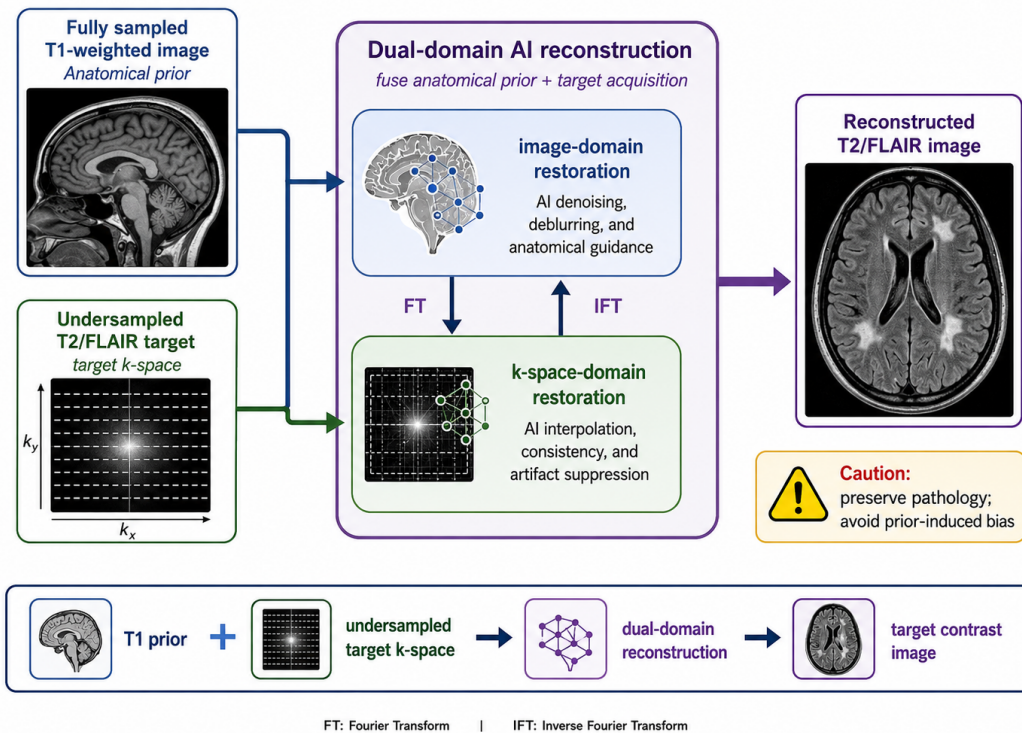 Fully sampled
T1-weighted image
Anatomical prior
Undersampled
T2/FLAIR target
target k-space
k_y
k_x
Dual-domain AI reconstruction
fuse anatomical prior + target acquisition
image-domain
restoration
AI denoising,
deblurring, and
anatomical guidance
FT
IFT
k-space-domain
restoration
AI interpolation,
consistency, and
artifact suppression
Reconstructed
T2/FLAIR image
Caution:
preserve pathology;
avoid prior-induced bias
T1 prior
+
undersampled
target k-space
dual-domain
reconstruction
target contrast
image
FT: Fourier Transform | IFT: Inverse Fourier Transform